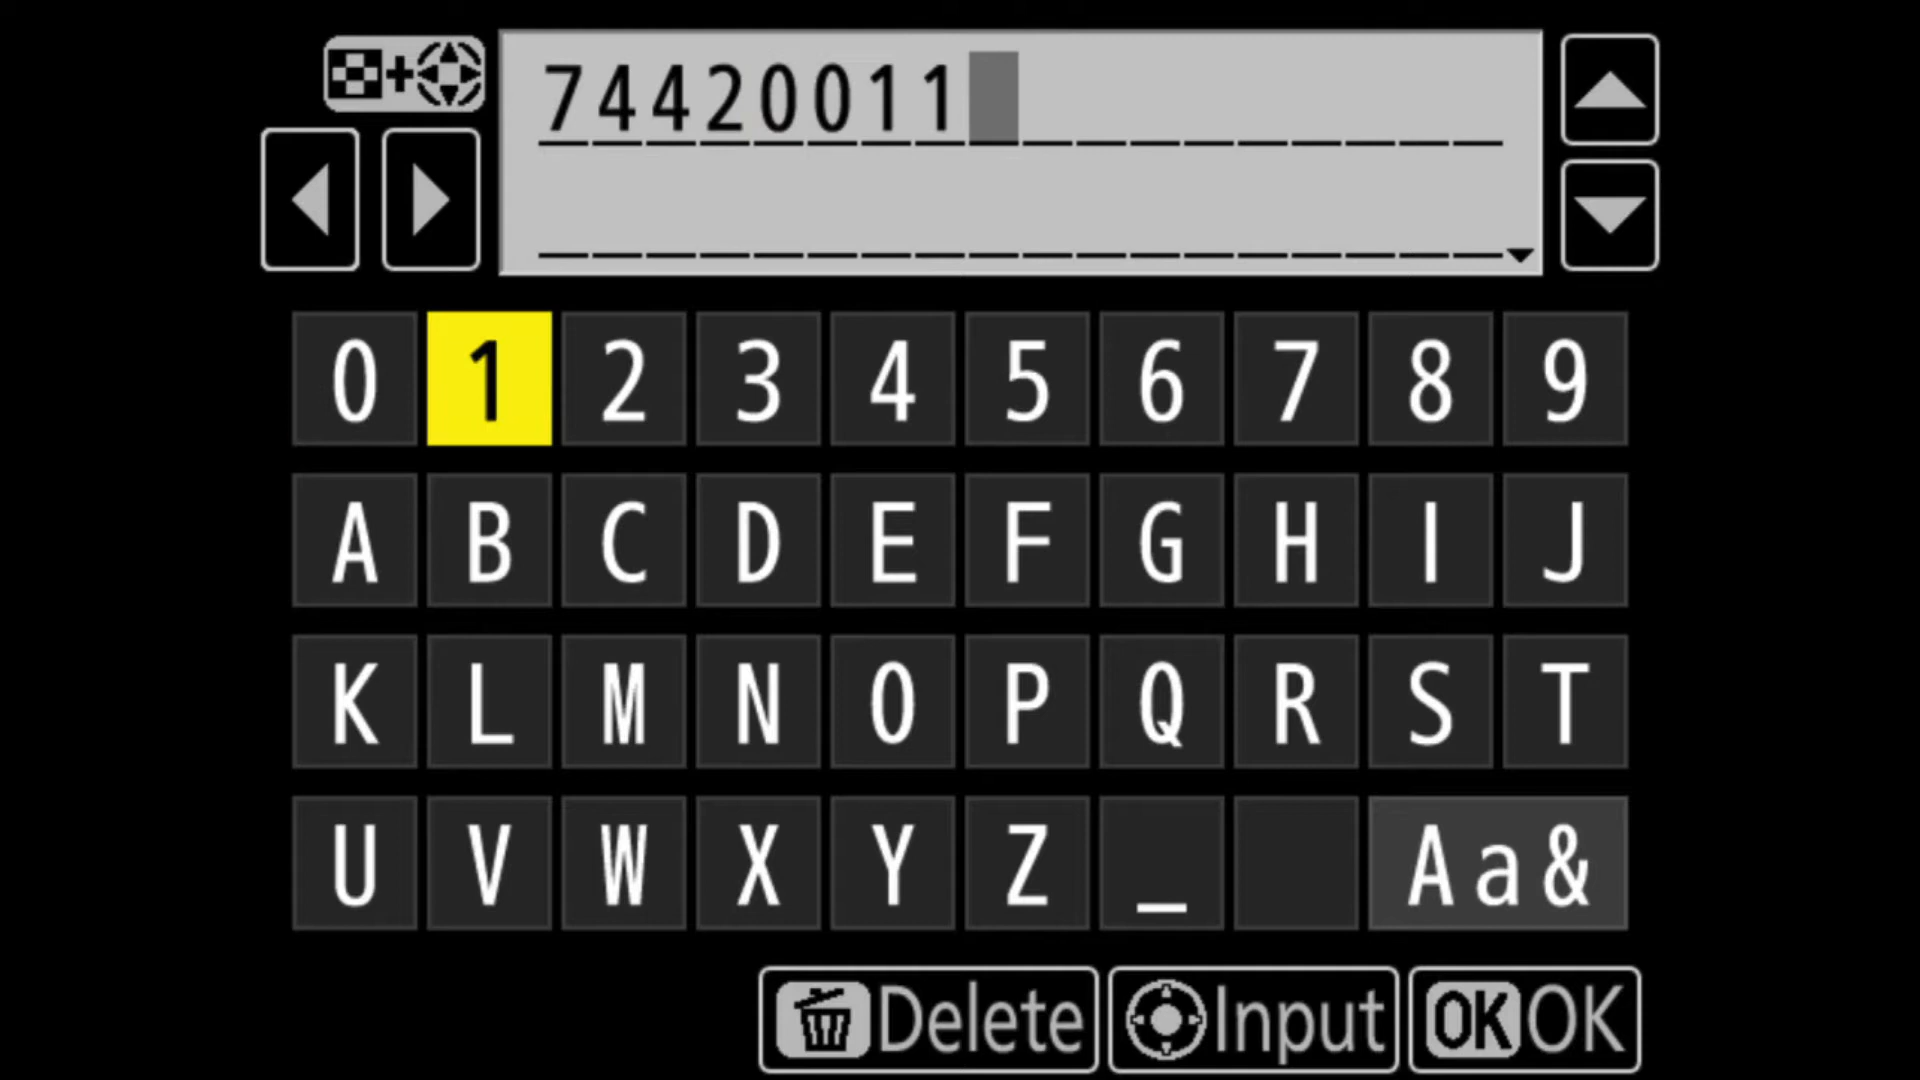 74420011
0 1 2 3 4 5 6 7 8 9
A B C D E F G H I J
K L M N O P Q R S T
U V W X Y Z _ Aa&
Delete Input OK OK